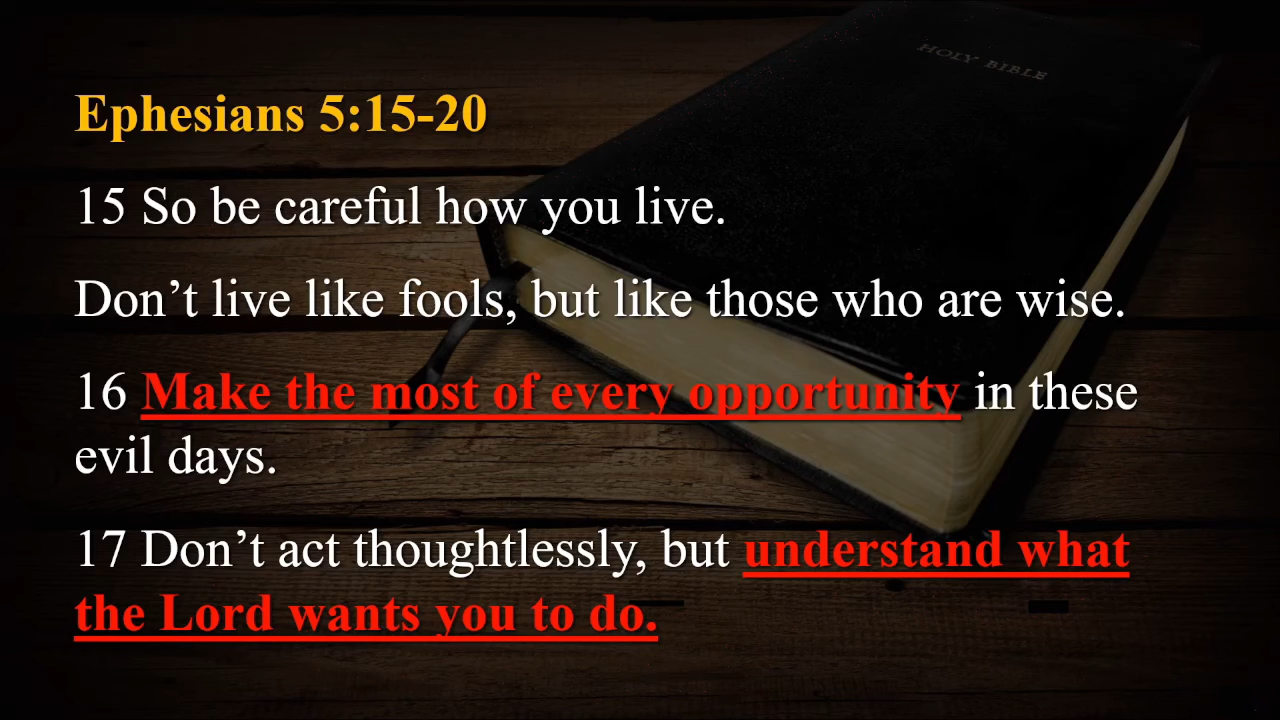 HOLY BIBLE
Ephesians 5:15-20
15 So be careful how you live.
Don’t live like fools, but like those who are wise.
16 Make the most of every opportunity in these
evil days.
17 Don’t act thoughtlessly, but understand what
the Lord wants you to do.